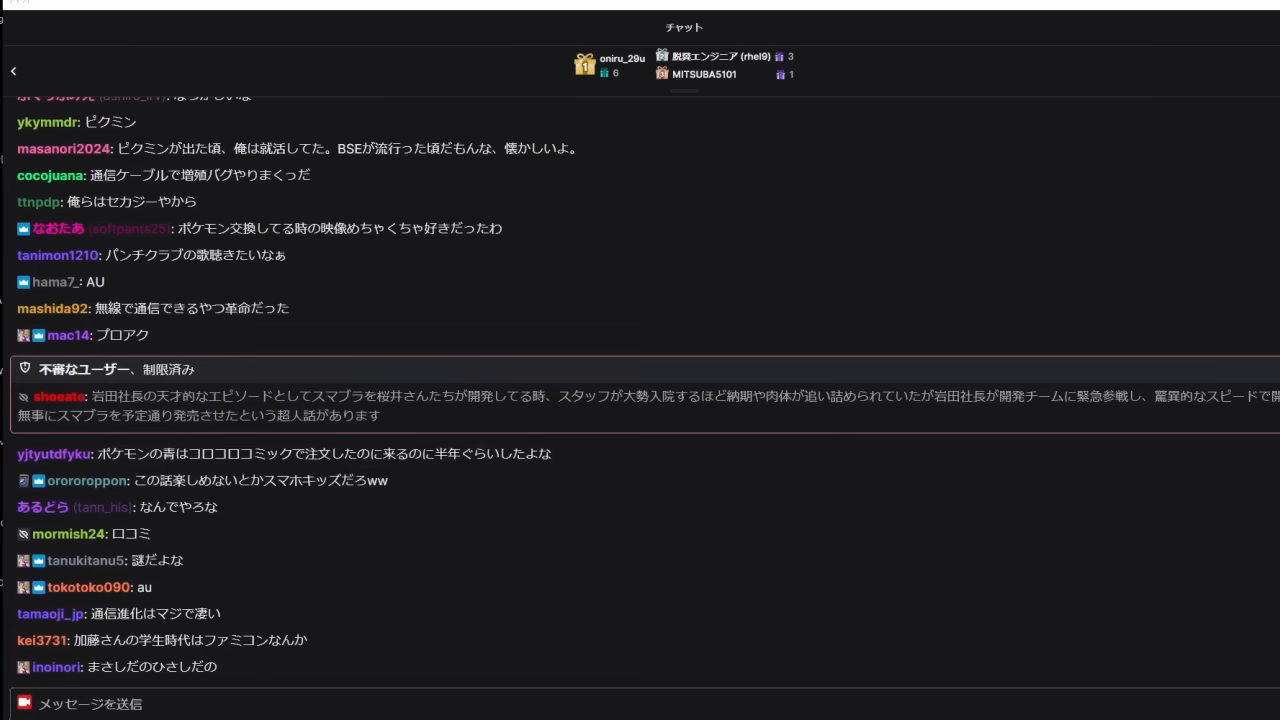 チャット
oniru_29u
6
脱糞エンジニア (rhel9) 3
MITSUBA5101 1
ykymmdr: ピクミン
masanori2024: ピクミンが出た頃、俺は就活してた。BSEが流行った頃だもんな、懐かしいよ。
cocojuana: 通信ケーブルで増殖バグやりまくっだ
ttnpdp: 俺らはセカジーやから
なおたあ (softpants25): ポケモン交換してる時の映像めちゃくちゃ好きだったわ
tanimon1210: パンチクラブの歌聴きたいなぁ
hama7_: AU
mashida92: 無線で通信できるやつ革命だった
mac14: プロアク
不審なユーザー、制限済み
shoeato: 岩田社長の天才的なエピソードとしてスマブラを桜井さんたちが開発してる時、スタッフが大勢入院するほど納期や肉体が追い詰められていたが岩田社長が開発チームに緊急参戦し、驚異的なスピードで開
無事にスマブラを予定通り発売させたという超人話があります
yjtyutdfyku: ポケモンの青はコロコロコミックで注文したのに来るのに半年ぐらいしたよな
orororoppon: この話楽しめないとかスマホキッズだろww
あるどら (tann_his): なんでやろな
mormish24: 口コミ
tanukitanu5: 謎だよな
tokotoko090: au
tamaoji_jp: 通信進化はマジで凄い
kei3731: 加藤さんの学生時代はファミコンなんか
inoinori: まさしだのひさしだの
メッセージを送信